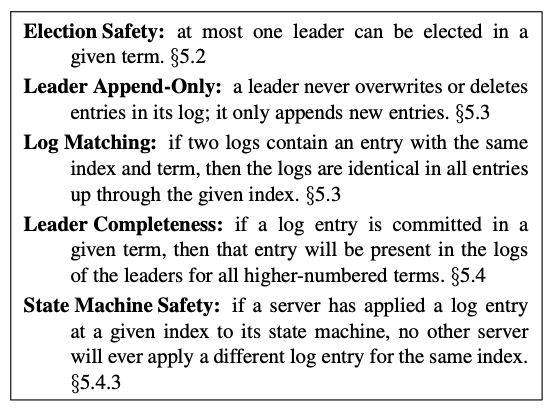 Election Safety: at most one leader can be elected in a
given term. §5.2
Leader Append-Only: a leader never overwrites or deletes
entries in its log; it only appends new entries. §5.3
Log Matching: if two logs contain an entry with the same
index and term, then the logs are identical in all entries
up through the given index. §5.3
Leader Completeness: if a log entry is committed in a
given term, then that entry will be present in the logs
of the leaders for all higher-numbered terms. §5.4
State Machine Safety: if a server has applied a log entry
at a given index to its state machine, no other server
will ever apply a different log entry for the same index.
§5.4.3